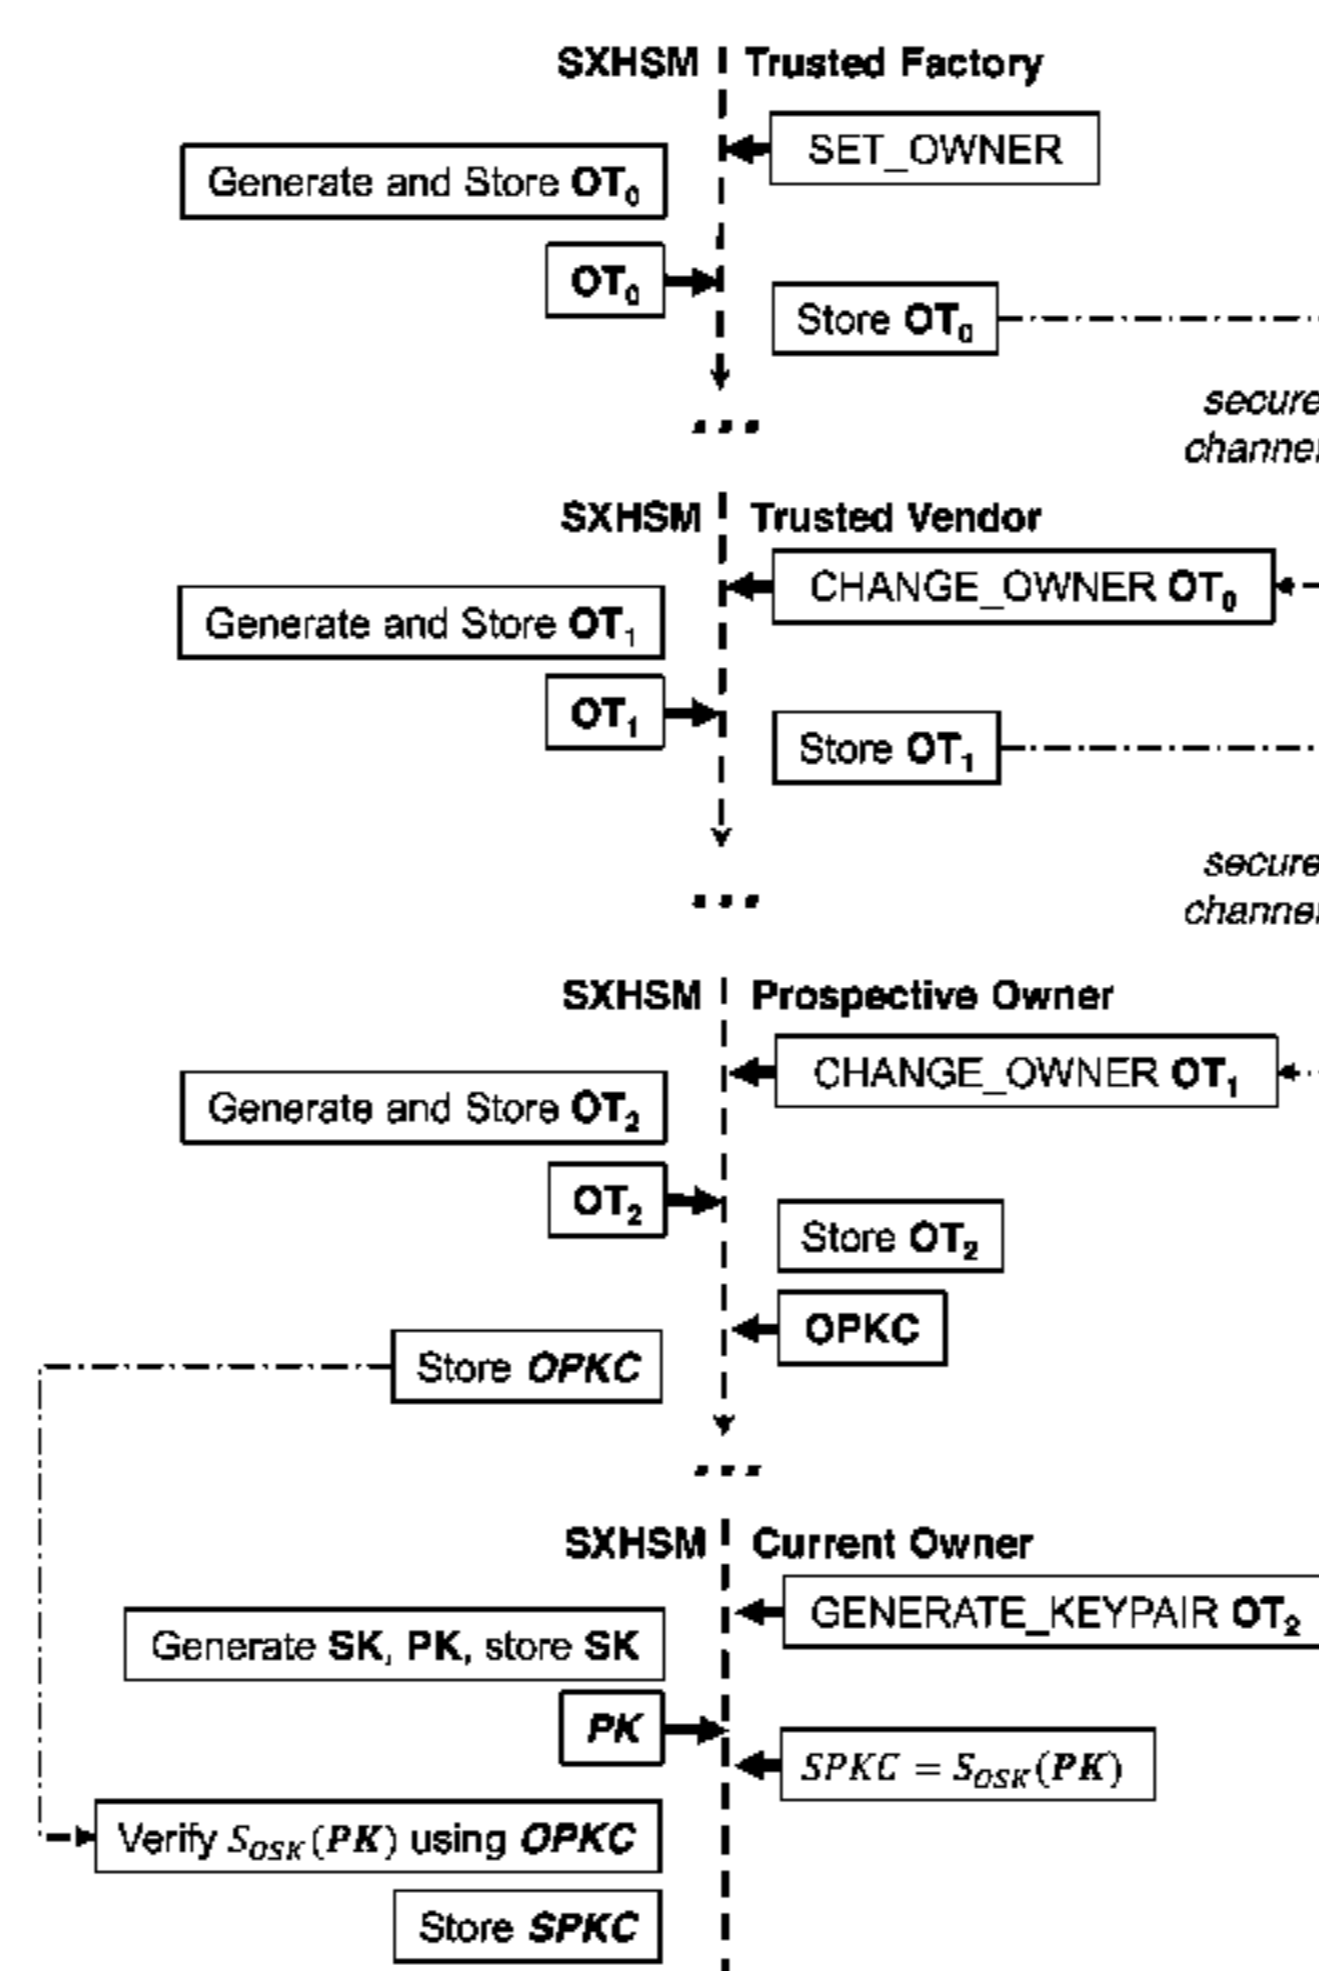 SXHSM Trusted Factory
SET_OWNER
Generate and Store OT₀
OT₀
Store OT₀
...
secure
channel
SXHSM Trusted Vendor
CHANGE_OWNER OT₀
Generate and Store OT₁
OT₁
Store OT₁
...
secure
channel
SXHSM Prospective Owner
CHANGE_OWNER OT₁
Generate and Store OT₂
OT₂
Store OT₂
OPKC
Store OPKC
...
SXHSM Current Owner
GENERATE_KEYPAIR OT₂
Generate SK, PK, store SK
PK
SPKC = S_OSK(PK)
Verify S_OSK(PK) using OPKC
Store SPKC